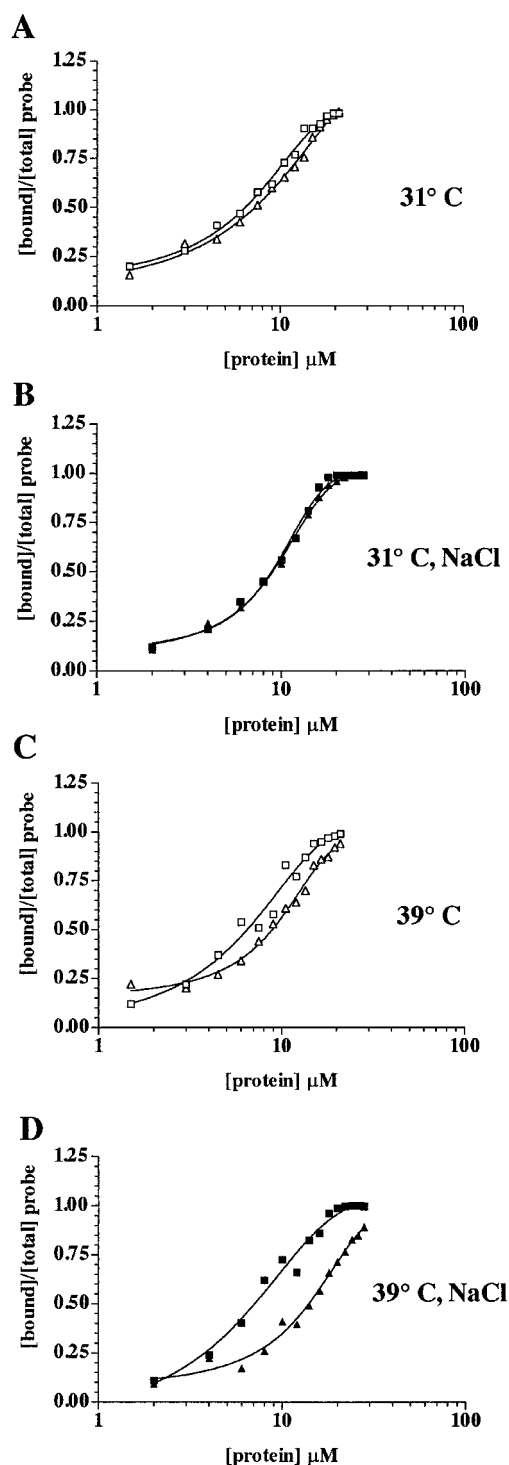 A
1.25
1.00
0.75
0.50
0.25
0.00
[bound]/[total] probe
31° C
1 10 100
[protein] μM
B
1.25
1.00
0.75
0.50
0.25
0.00
[bound]/[total] probe
31° C, NaCl
1 10 100
[protein] μM
C
1.25
1.00
0.75
0.50
0.25
0.00
[bound]/[total] probe
39° C
1 10 100
[protein] μM
D
1.25
1.00
0.75
0.50
0.25
0.00
[bound]/[total] probe
39° C, NaCl
1 10 100
[protein] μM